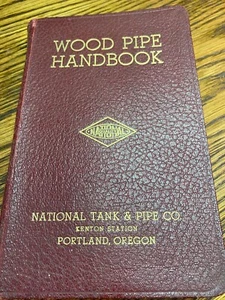 WOOD PIPE
HANDBOOK
NATIONAL
NATIONAL TANK & PIPE CO.
KENTON STATION
PORTLAND, OREGON